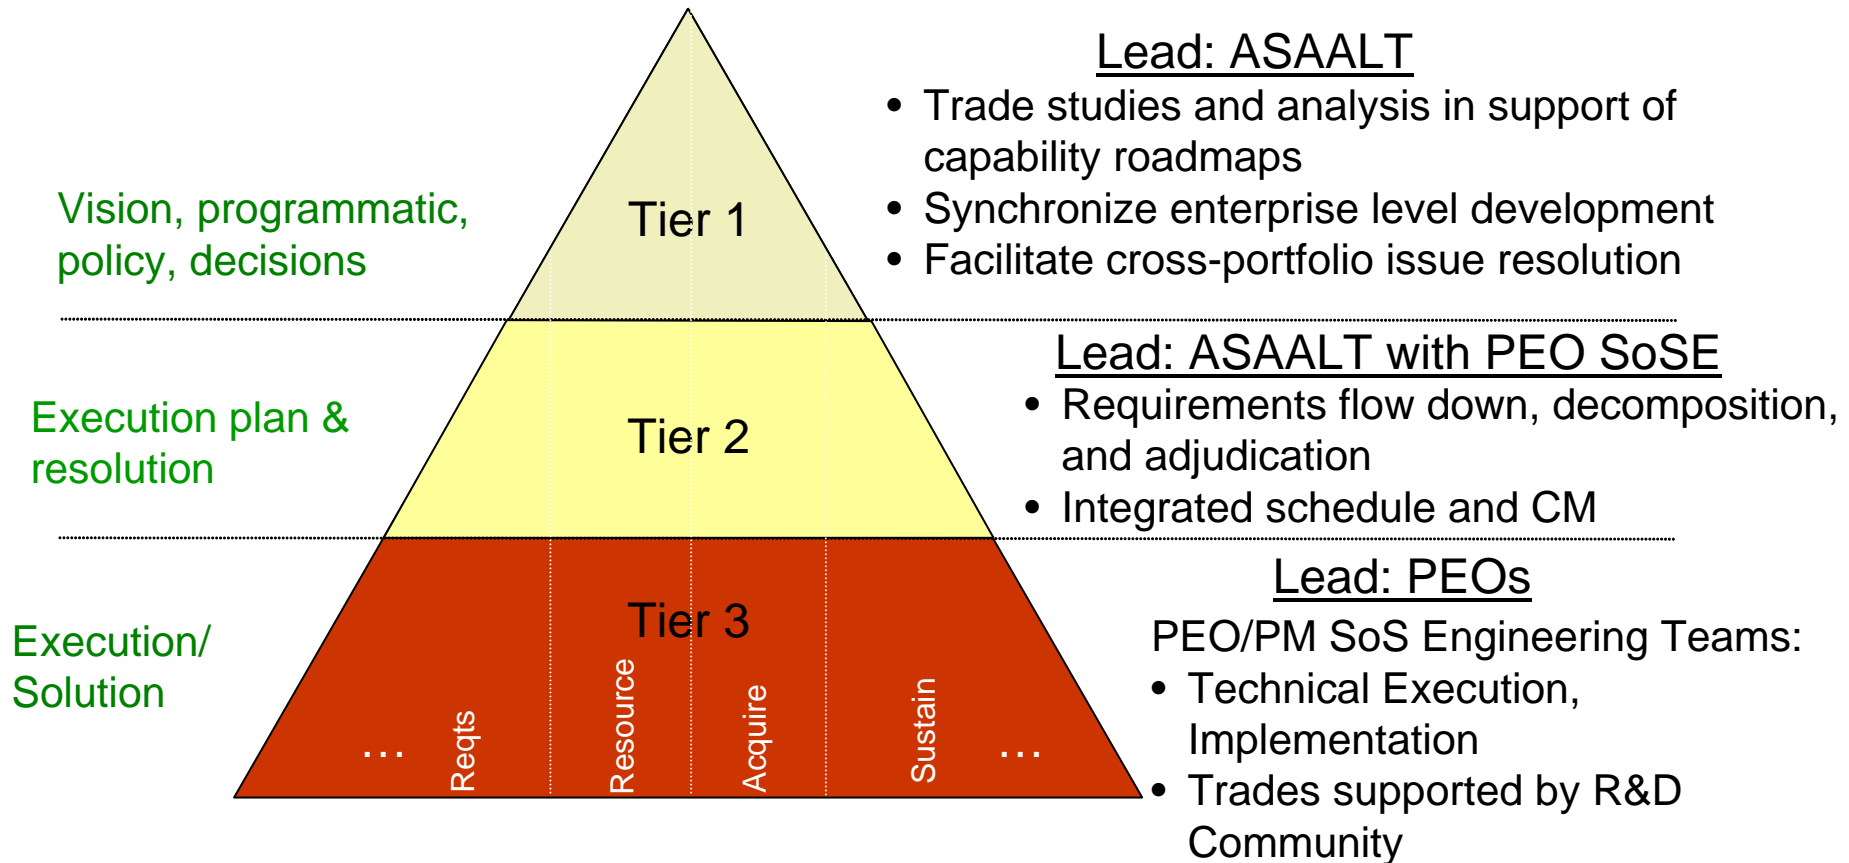 Lead: ASAALT
• Trade studies and analysis in support of
capability roadmaps
• Synchronize enterprise level development
• Facilitate cross-portfolio issue resolution
Vision, programmatic,
policy, decisions
Tier 1
Lead: ASAALT with PEO SoSE
• Requirements flow down, decomposition,
and adjudication
• Integrated schedule and CM
Execution plan &
resolution
Tier 2
Lead: PEOs
PEO/PM SoS Engineering Teams:
• Technical Execution,
Implementation
• Trades supported by R&D
Community
Execution/
Solution
Tier 3
...
Reqts
Resource
Acquire
Sustain
...